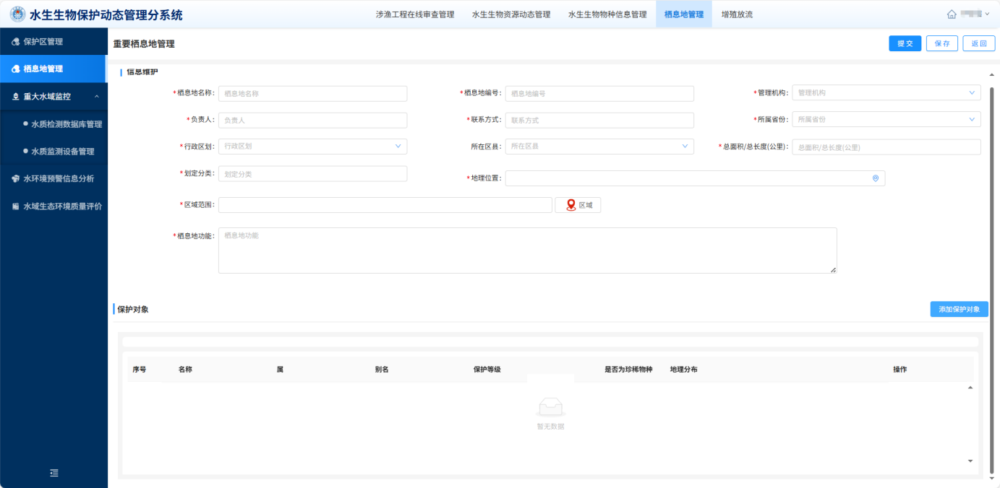 水生生物保护动态管理分系统
涉渔工程在线审查管理 水生生物资源动态管理 水生生物物种信息管理 栖息地管理 增殖放流
保护区管理
栖息地管理
重大水域监控
水质检测数据库管理
水质监测设备管理
水环境预警信息分析
水域生态环境质量评价
重要栖息地管理
提交 保存 返回
信息维护
*栖息地名称: 栖息地名称 *栖息地编号: 栖息地编号 *管理机构: 管理机构
*负责人: 负责人 *联系方式: 联系方式 *所属省份: 所属省份
*行政区划: 行政区划 所在区县: 所在区县 *总面积/总长度(公里): 总面积/总长度(公里)
*划定分类: 划定分类 *地理位置:
*区域范围: 区域
*栖息地功能: 栖息地功能
保护对象 添加保护对象
序号 名称 属 别名 保护等级 是否为珍稀物种 地理分布 操作
暂无数据